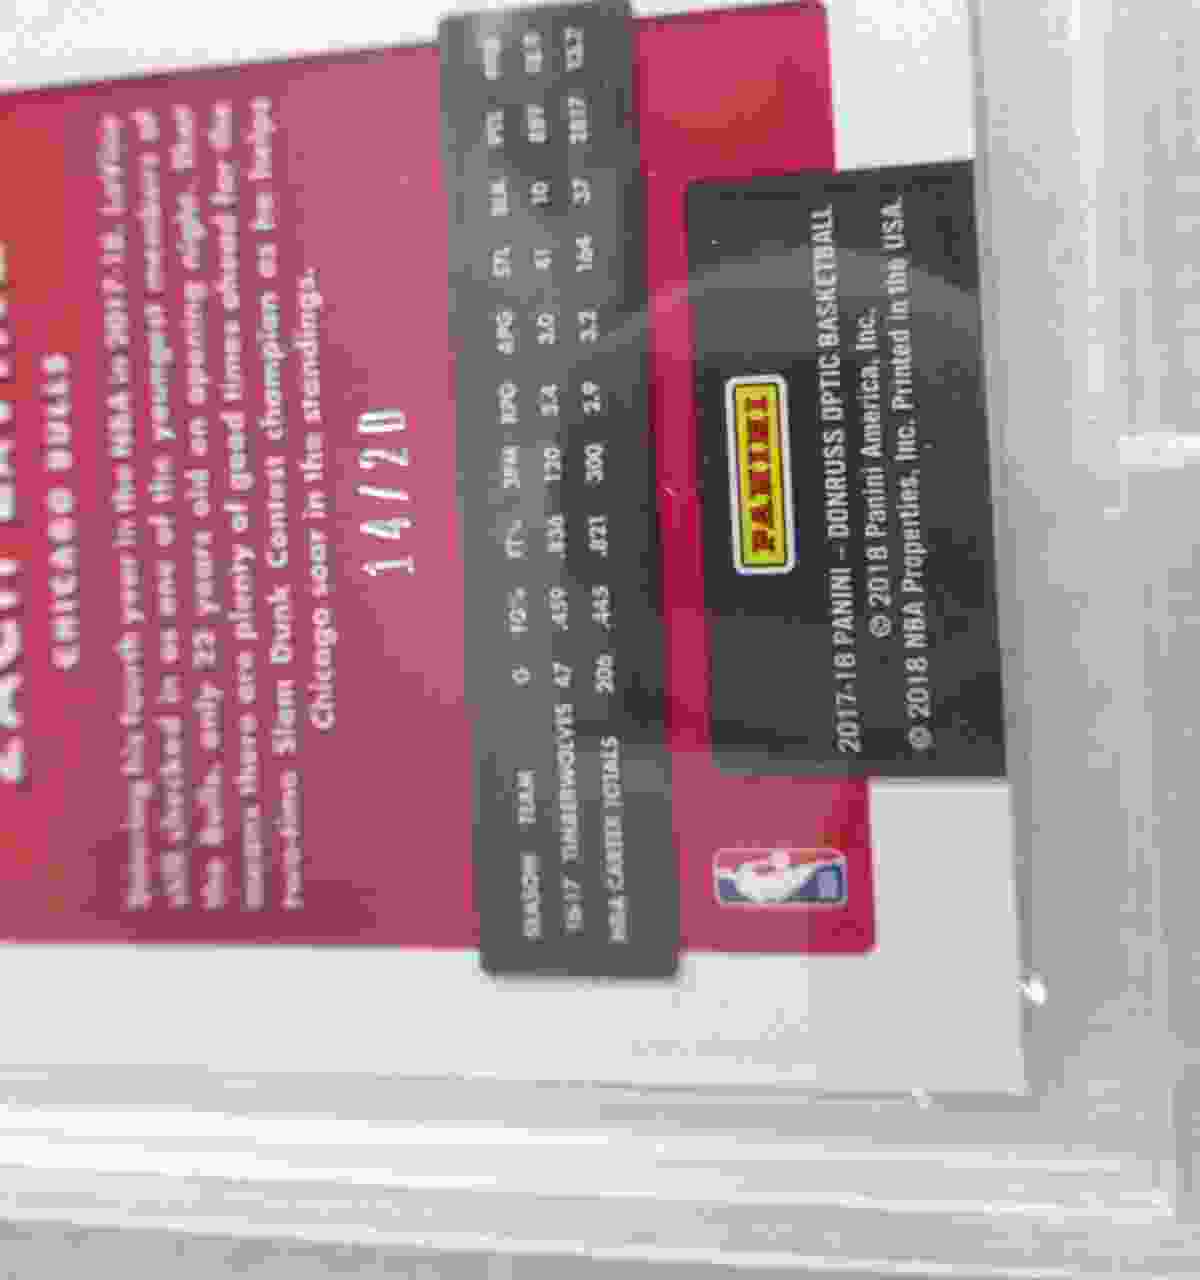 ZACH LAVINE
CHICAGO BULLS
Spending his fourth year in the NBA in 2017-18, LaVine
still checked in as one of the youngest members of
the Bulls, only 22 years old on opening night. That
means there are plenty of good times ahead for the
two-time Slam Dunk Contest champion as he helps
Chicago soar in the standings.
14/20
SEASON TEAM G FG% FT% 3PM RPG APG STL BLK PTS PPG
16-17 TIMBERWOLVES 47 .459 .836 120 3.4 3.0 41 10 889 18.9
NBA CAREER TOTALS 206 .445 .821 300 2.9 3.2 164 37 2817 13.7
PANINI
2017-18 PANINI - DONRUSS OPTIC BASKETBALL
© 2018 Panini America, Inc.
© 2018 NBA Properties, Inc. Printed in the USA.